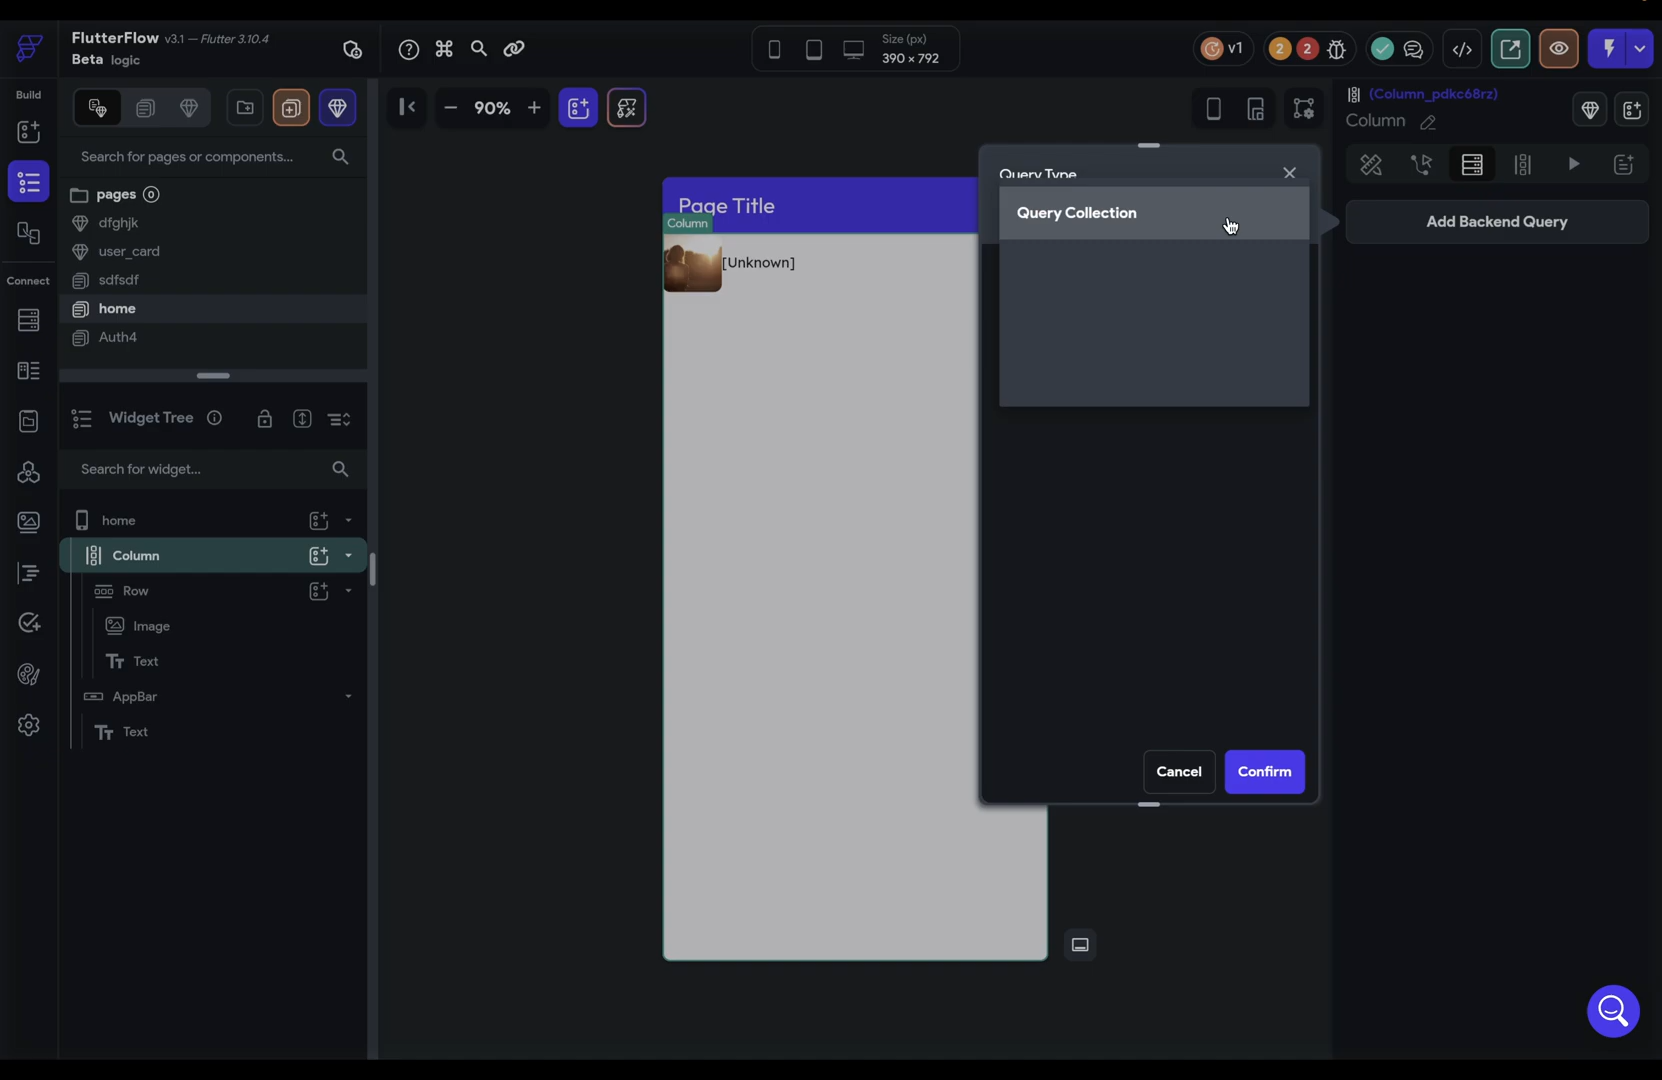 FlutterFlow v3.1 — Flutter 3.10.4
Beta logic
Size (px)
390 × 792
v1
2
2
Build
90%
(Column_pdkc68rz)
Column
Search for pages or components...
pages 0
dfghjk
user_card
sdfsdf
home
Auth4
Connect
Page Title
Column
[Unknown]
Query Type
Query Collection
Add Backend Query
Widget Tree
Search for widget...
home
Column
Row
Image
Text
AppBar
Text
Cancel
Confirm